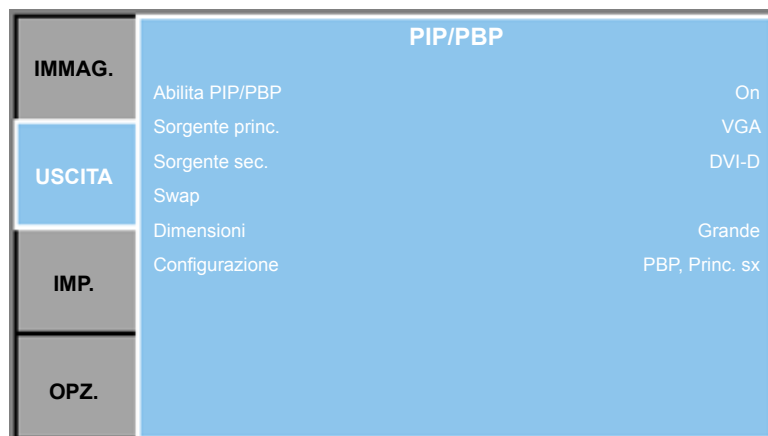 PIP/PBP
IMMAG.
USCITA
IMP.
OPZ.
Abilita PIP/PBP On
Sorgente princ. VGA
Sorgente sec. DVI-D
Swap
Dimensioni Grande
Configurazione PBP, Princ. sx